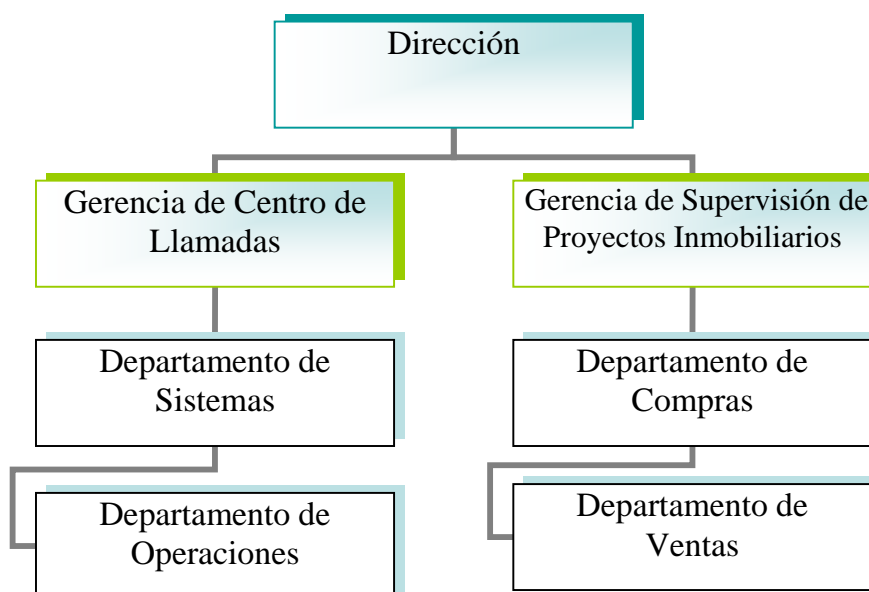 Dirección
Gerencia de Centro de
Llamadas
Gerencia de Supervisión de
Proyectos Inmobiliarios
Departamento de
Sistemas
Departamento de
Compras
Departamento de
Operaciones
Departamento de
Ventas